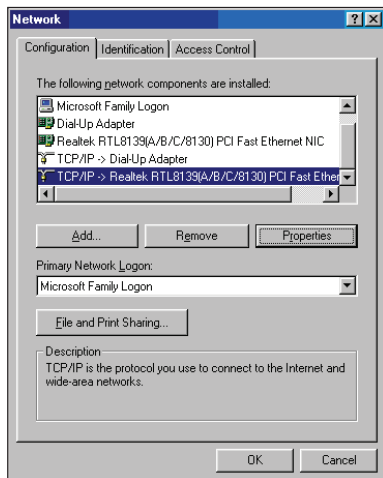 Network
Configuration Identification Access Control
The following network components are installed:
Microsoft Family Logon
Dial-Up Adapter
Realtek RTL8139(A/B/C/8130) PCI Fast Ethernet NIC
TCP/IP -> Dial-Up Adapter
TCP/IP -> Realtek RTL8139(A/B/C/8130) PCI Fast Ether
Add... Remove Properties
Primary Network Logon:
Microsoft Family Logon
File and Print Sharing...
Description
TCP/IP is the protocol you use to connect to the Internet and
wide-area networks.
OK Cancel